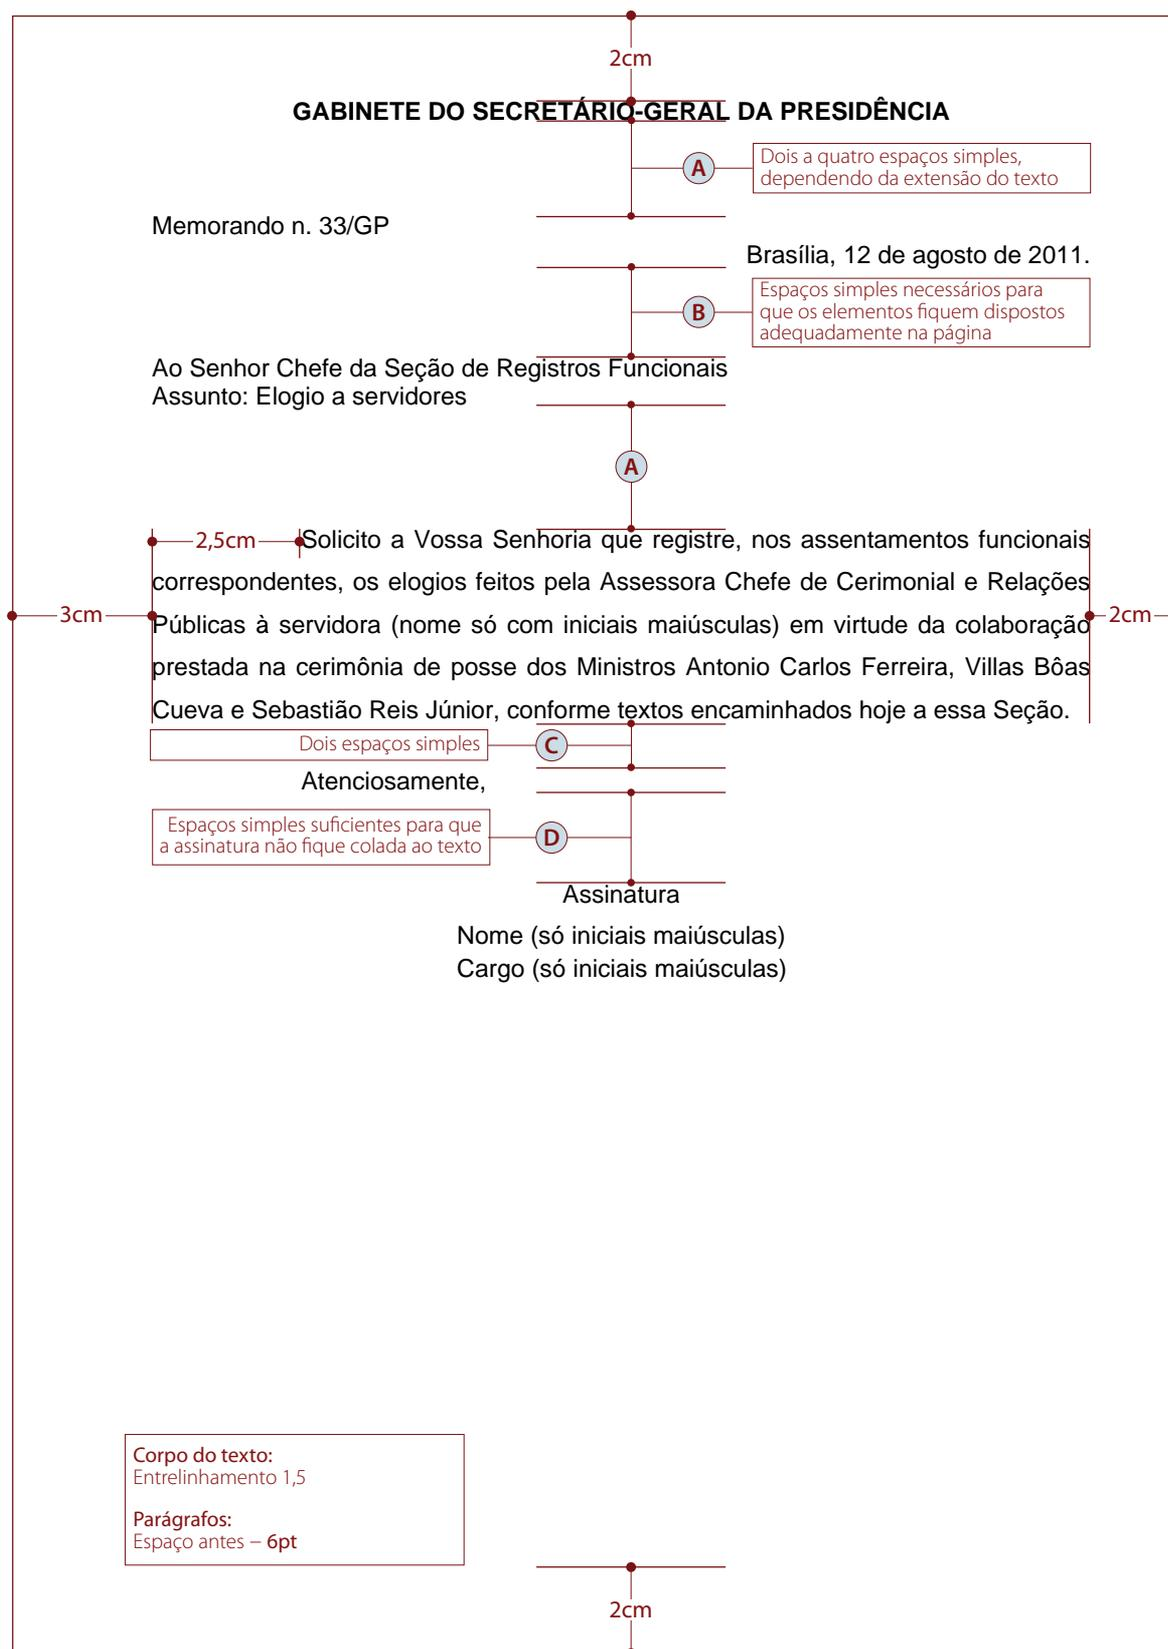 2cm
GABINETE DO SECRETÁRIO-GERAL DA PRESIDÊNCIA
A
Dois a quatro espaços simples,
dependendo da extensão do texto
Memorando n. 33/GP
Brasília, 12 de agosto de 2011.
B
Espaços simples necessários para
que os elementos fiquem dispostos
adequadamente na página
Ao Senhor Chefe da Seção de Registros Funcionais
Assunto: Elogio a servidores
A
2,5cm
Solicito a Vossa Senhoria que registre, nos assentamentos funcionais
correspondentes, os elogios feitos pela Assessora Chefe de Cerimonial e Relações
3cm
Públicas à servidora (nome só com iniciais maiúsculas) em virtude da colaboração
2cm
prestada na cerimônia de posse dos Ministros Antonio Carlos Ferreira, Villas Bôas
Cueva e Sebastião Reis Júnior, conforme textos encaminhados hoje a essa Seção.
Dois espaços simples
C
Atenciosamente,
Espaços simples suficientes para que
a assinatura não fique colada ao texto
D
Assinatura
Nome (só iniciais maiúsculas)
Cargo (só iniciais maiúsculas)
Corpo do texto:
Entrelinhamento 1,5
Parágrafos:
Espaço antes – 6pt
2cm